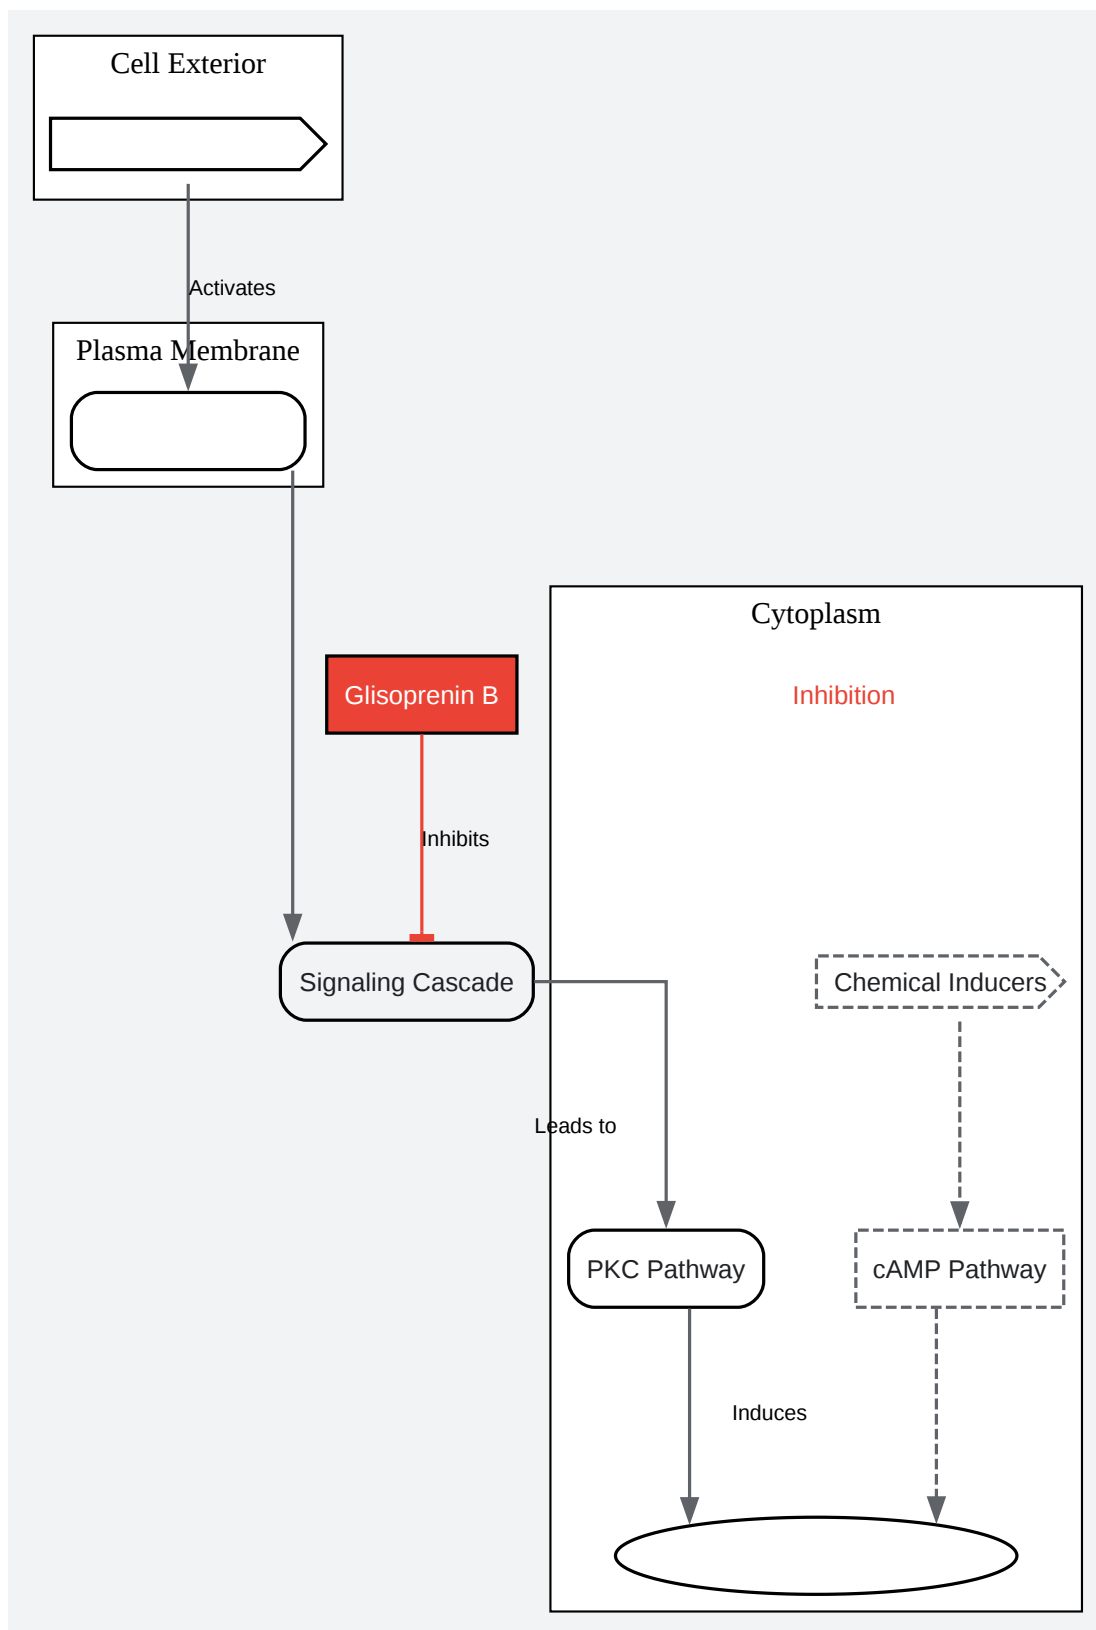 Cell Exterior
Activates
Plasma Membrane
Cytoplasm
Glisoprenin B
Inhibition
Inhibits
Signaling Cascade
Chemical Inducers
Leads to
PKC Pathway
cAMP Pathway
Induces